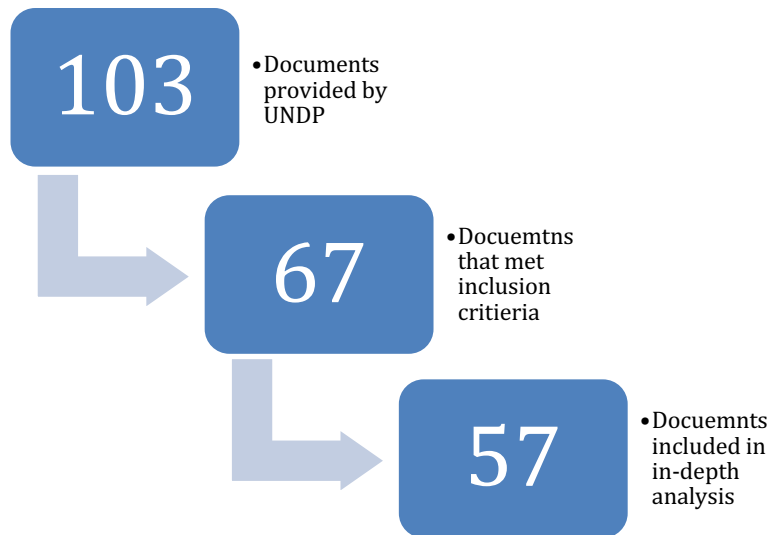 103
•Documents
provided by
UNDP
67
•Docuemtns
that met
inclusion
critieria
57
•Docuemnts
included in
in-depth
analysis